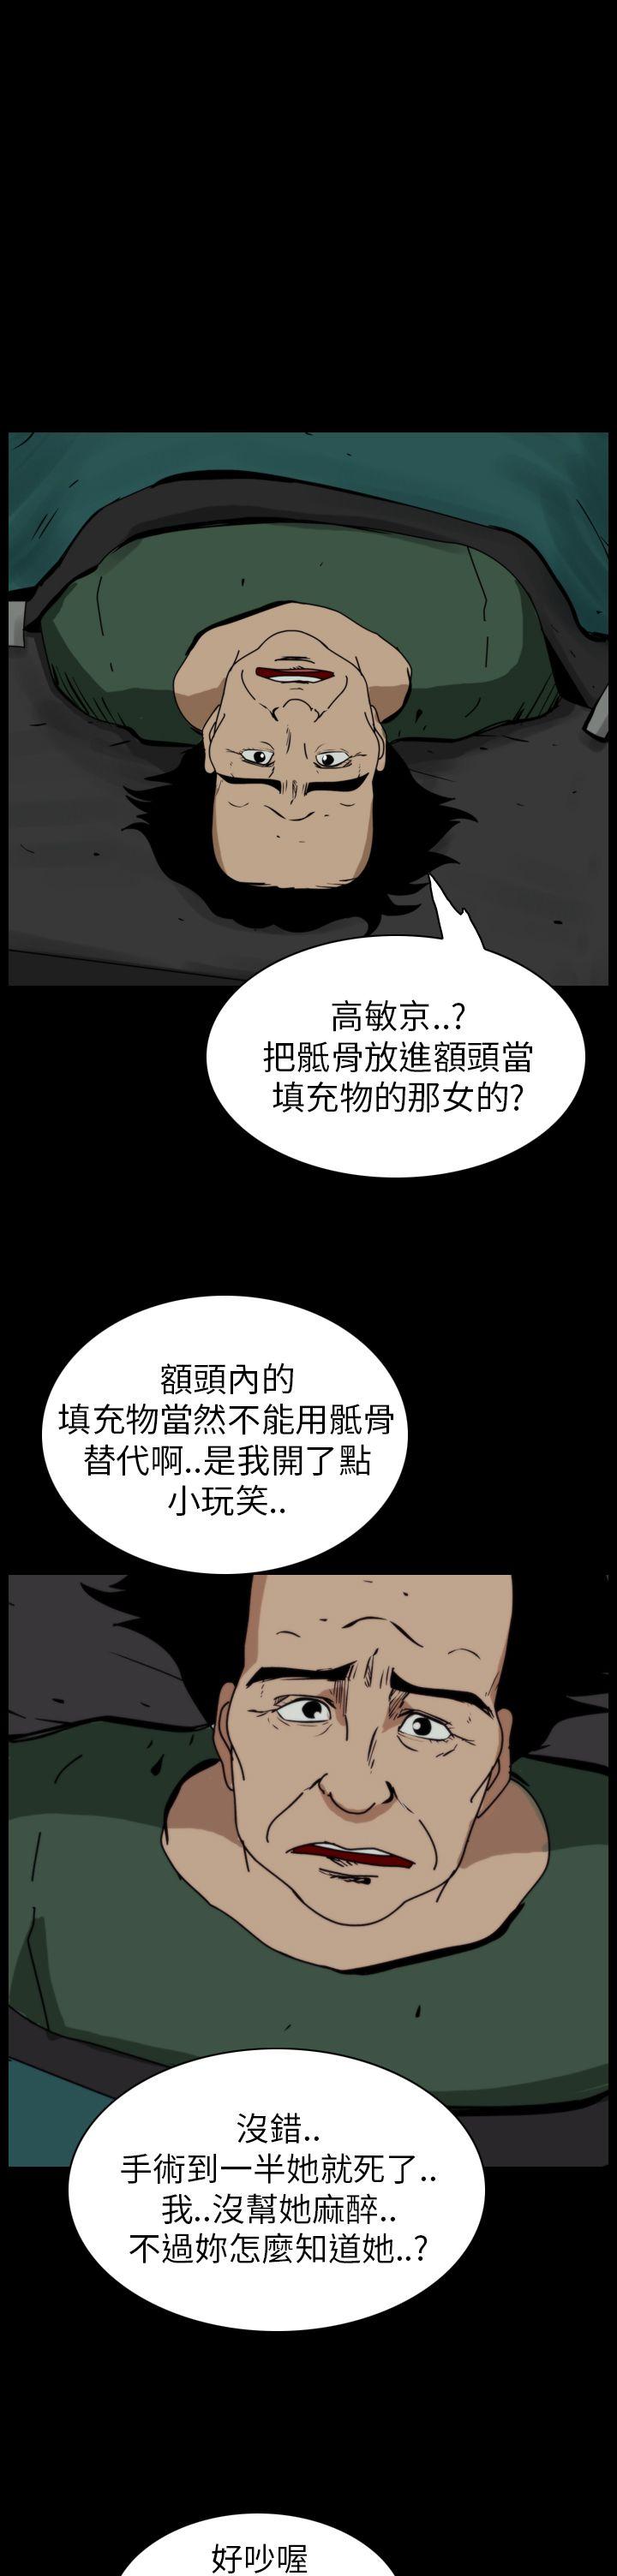 高敏京..?
把骶骨放進額頭當
填充物的那女的?
額頭內的
填充物當然不能用骶骨
替代啊..是我開了點
小玩笑..
沒錯..
手術到一半她就死了..
我..沒幫她麻醉..
不過妳怎麼知道她..?
好吵喔